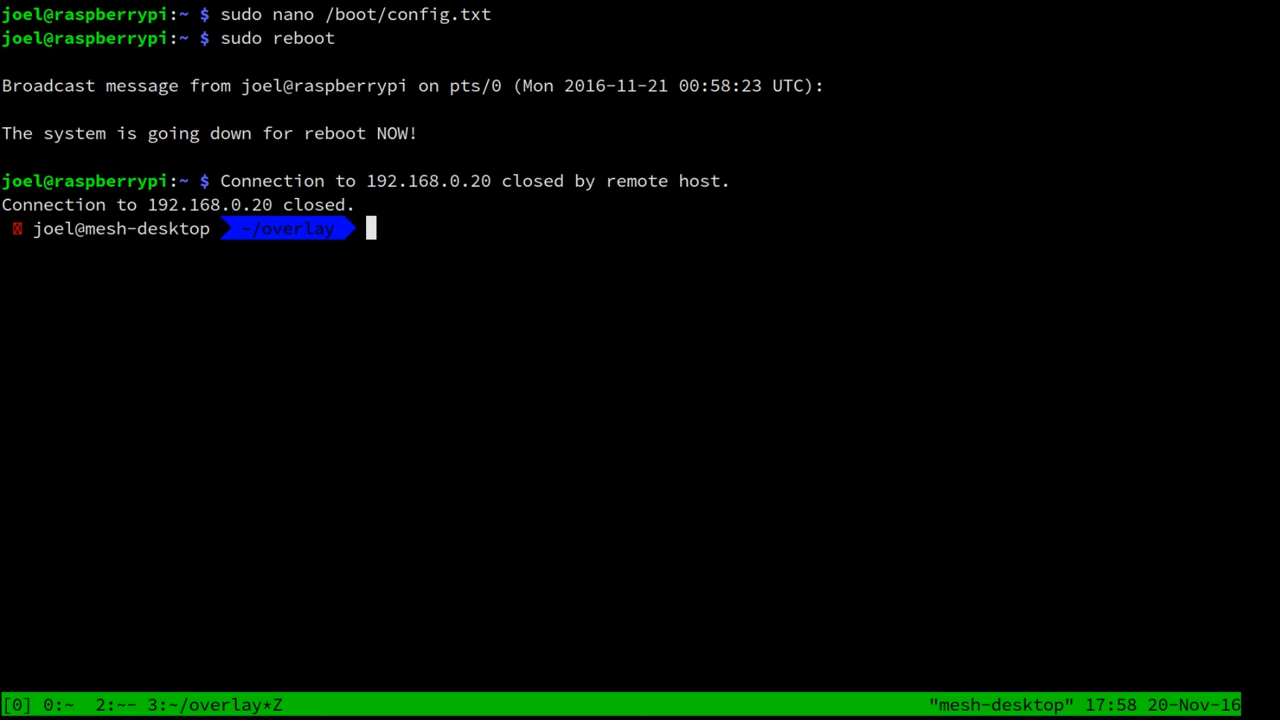 joel@raspberrypi:~ $ sudo nano /boot/config.txt
joel@raspberrypi:~ $ sudo reboot
Broadcast message from joel@raspberrypi on pts/0 (Mon 2016-11-21 00:58:23 UTC):
The system is going down for reboot NOW!
joel@raspberrypi:~ $ Connection to 192.168.0.20 closed by remote host.
Connection to 192.168.0.20 closed.
joel@mesh-desktop ~/overlay
[0] 0:~  2:~- 3:~/overlay*Z "mesh-desktop" 17:58 20-Nov-16